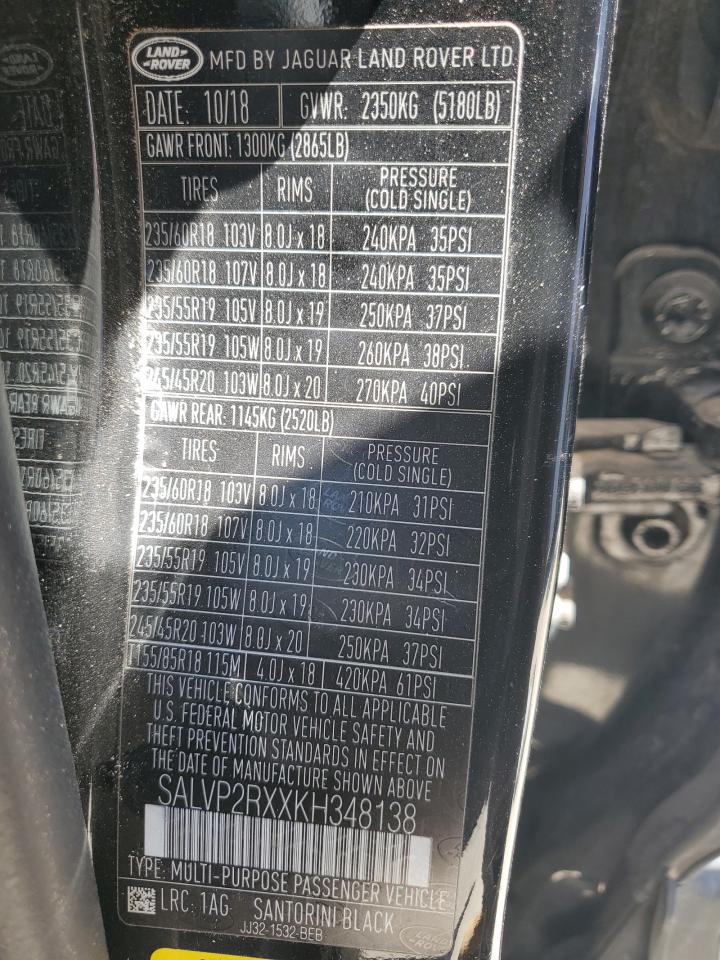 LAND ROVER MFD BY JAGUAR LAND ROVER LTD
DATE: 10/18 GVWR: 2350KG (5180LB)
GAWR FRONT: 1300KG (2865LB)
TIRES RIMS PRESSURE (COLD SINGLE)
235/60R18 103V 8.0J x 18 240KPA 35PSI
235/60R18 107V 8.0J x 18 240KPA 35PSI
235/55R19 105V 8.0J x 19 250KPA 37PSI
235/55R19 105W 8.0J x 19 260KPA 38PSI
245/45R20 103W 8.0J x 20 270KPA 40PSI
GAWR REAR: 1145KG (2520LB)
TIRES RIMS PRESSURE (COLD SINGLE)
235/60R18 103V 8.0J x 18 210KPA 31PSI
235/60R18 107V 8.0J x 18 220KPA 32PSI
235/55R19 105V 8.0J x 19 230KPA 34PSI
235/55R19 105W 8.0J x 19 230KPA 34PSI
245/45R20 103W 8.0J x 20 250KPA 37PSI
T155/85R18 115M 4.0J x 18 420KPA 61PSI
THIS VEHICLE CONFORMS TO ALL APPLICABLE
U.S. FEDERAL MOTOR VEHICLE SAFETY AND
THEFT PREVENTION STANDARDS IN EFFECT ON
THE DATE OF MANUFACTURE SHOWN ABOVE
SALVP2RXXKH348138
TYPE: MULTI-PURPOSE PASSENGER VEHICLE
LRC: 1AG SANTORINI BLACK
JJ32-1532-BEB